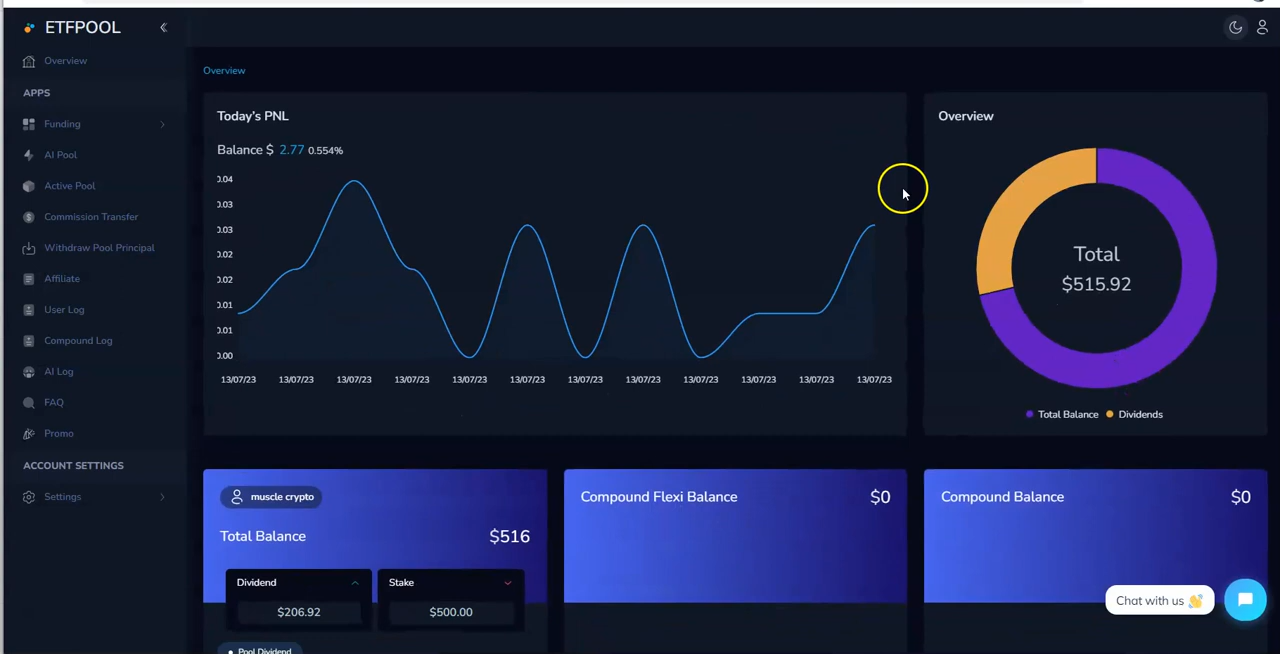 ETFPOOL
Overview
APPS
Funding
AI Pool
Active Pool
Commission Transfer
Withdraw Pool Principal
Affiliate
User Log
Compound Log
AI Log
FAQ
Promo
ACCOUNT SETTINGS
Settings
Overview
Today's PNL
Balance $ 2.77 0.554%
0.04
0.03
0.03
0.02
0.02
0.01
0.01
0.00
13/07/23 13/07/23 13/07/23 13/07/23 13/07/23 13/07/23 13/07/23 13/07/23 13/07/23 13/07/23 13/07/23 13/07/23
Overview
Total
$515.92
Total Balance Dividends
muscle crypto
Total Balance $516
Dividend
$206.92
Stake
$500.00
Pool Dividend
Compound Flexi Balance $0
Compound Balance $0
Chat with us 👋